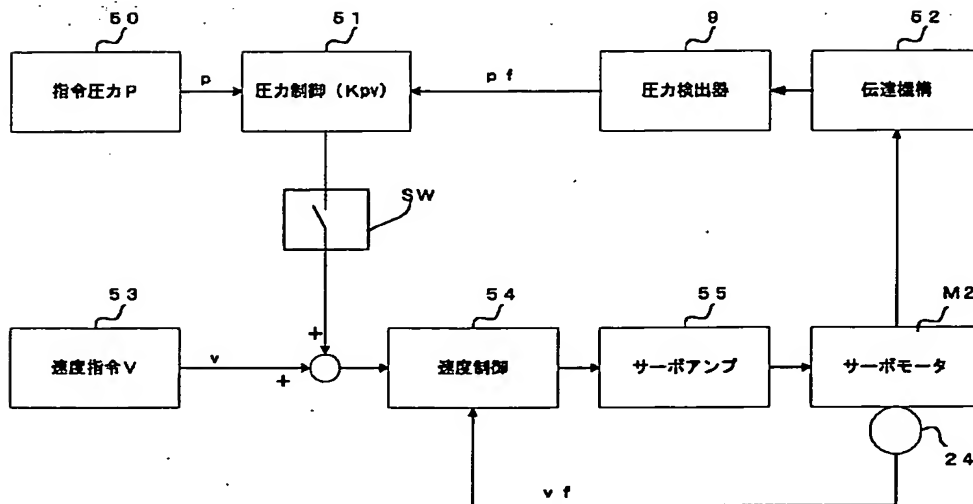 50
51
9
52
指令圧力P
p
圧力制御(Kpv)
pf
圧力検出器
伝達機構
SW
53
54
55
M2
+
速度指令V
v
+
速度制御
サーボアンプ
サーボモータ
24
vf